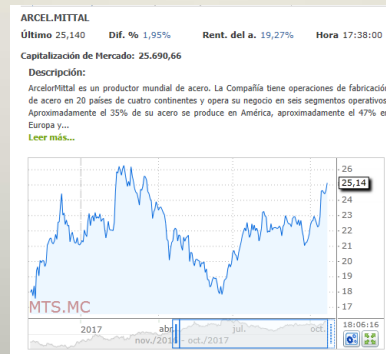 ARCEL.MITTAL
Último 25,140 Dif. % 1,95% Rent. del a. 19,27% Hora 17:38:00
Capitalización de Mercado: 25.690,66
Descripción:
ArcelorMittal es un productor mundial de acero. La Compañía tiene operaciones de fabricación
de acero en 20 países de cuatro continentes y opera su negocio en seis segmentos operativos.
Aproximadamente el 35% de su acero se produce en América, aproximadamente el 47% en
Europa y...
Leer más...
26
25,14
24
23
22
21
20
19
18
17
MTS.MC
2017 abr. jul. oct.
nov./2016 - oct./2017
18:06:16